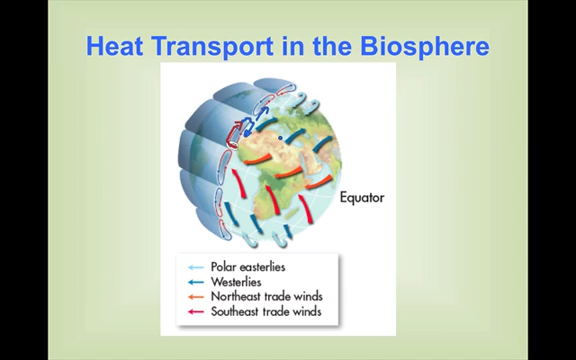 Heat Transport in the Biosphere
Equator
Polar easterlies
Westerlies
Northeast trade winds
Southeast trade winds